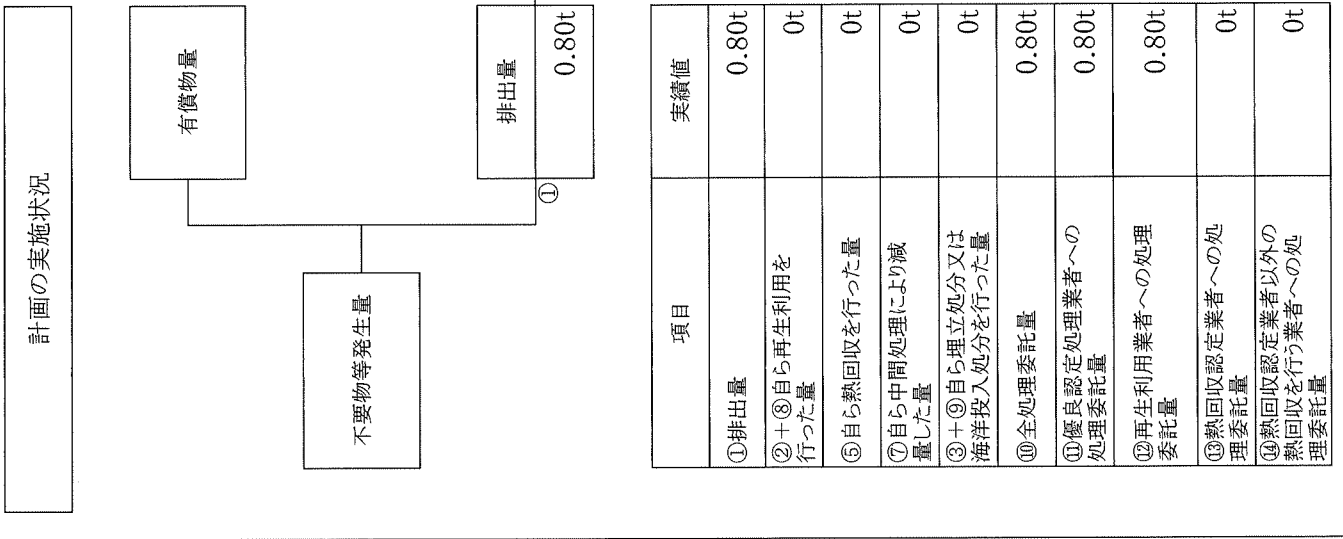 計画の実施状況
有償物量
不要物等発生量
排出量
①
0.80t
項目
実績値
①排出量
0.80t
②+⑧自ら再生利用を
行った量
0t
⑤自ら熱回収を行った量
0t
⑦自ら中間処理により減
量した量
0t
③+⑨自ら埋立処分又は
海洋投入処分を行った量
0t
⑩全処理委託量
0.80t
⑪優良認定処理業者への
処理委託量
0.80t
⑫再生利用業者への処理
委託量
0.80t
⑬熱回収認定業者への処
理委託量
0t
⑭熱回収認定業者以外の
熱回収を行う業者への処
理委託量
0t